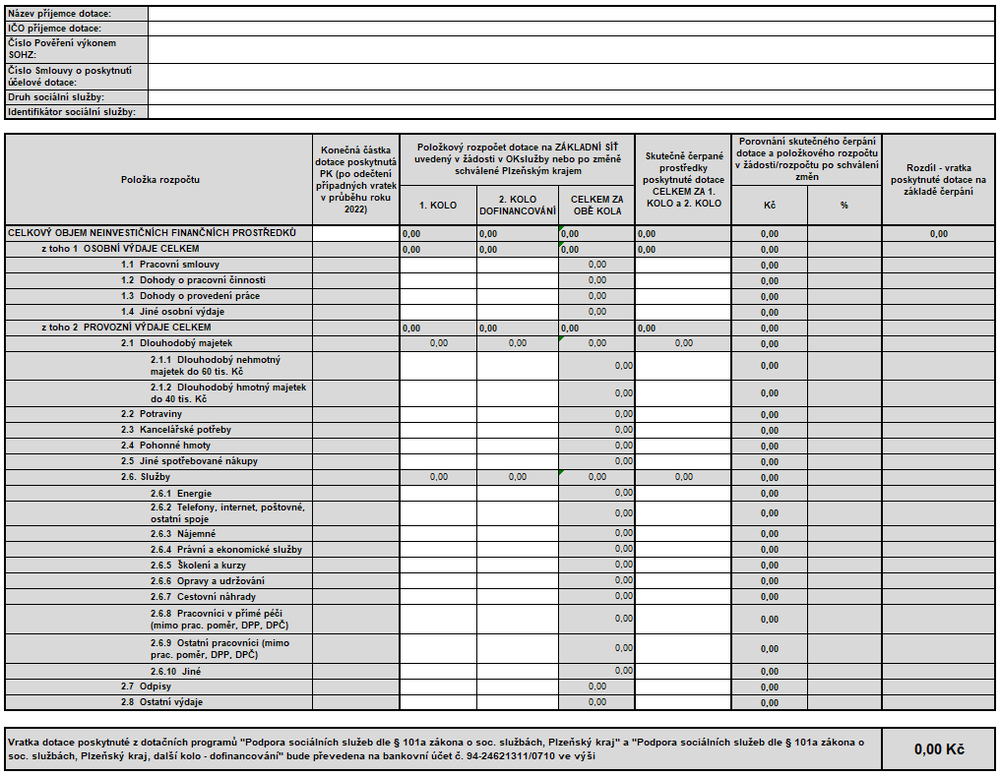 Název příjemce dotace:
IČO příjemce dotace:
Číslo Pověření výkonem
SOHZ:
Číslo Smlouvy o poskytnutí
účelové dotace:
Druh sociální služby:
Identifikátor sociální služby:
Položka rozpočtu
Konečná částka
dotace poskytnutá
PK (po odečtení
případných vratek
v průběhu roku
2022)
Položkový rozpočet dotace na ZÁKLADNÍ SÍŤ
uvedený v žádosti v OKslužby nebo po změně
schválené Plzeňským krajem
1. KOLO
2. KOLO
DOFINANCOVÁNÍ
CELKEM ZA
OBĚ KOLA
Skutečně čerpané
prostředky
poskytnuté dotace
CELKEM ZA 1.
KOLO a 2. KOLO
Porovnání skutečného čerpání
dotace a položkového rozpočtu
v žádosti/rozpočtu po schválení
změn
Kč
%
Rozdíl - vratka
poskytnuté dotace na
základě čerpání
CELKOVÝ OBJEM NEINVESTIČNÍCH FINANČNÍCH PROSTŘEDKŮ 0,00 0,00 0,00 0,00 0,00 0,00
z toho 1 OSOBNÍ VÝDAJE CELKEM 0,00 0,00 0,00 0,00 0,00
1.1 Pracovní smlouvy 0,00 0,00
1.2 Dohody o pracovní činnosti 0,00 0,00
1.3 Dohody o provedení práce 0,00 0,00
1.4 Jiné osobní výdaje 0,00 0,00
z toho 2 PROVOZNÍ VÝDAJE CELKEM 0,00 0,00 0,00 0,00 0,00
2.1 Dlouhodobý majetek 0,00 0,00 0,00 0,00 0,00
2.1.1 Dlouhodobý nehmotný
majetek do 60 tis. Kč 0,00 0,00
2.1.2 Dlouhodobý hmotný majetek
do 40 tis. Kč 0,00 0,00
2.2 Potraviny 0,00 0,00
2.3 Kancelářské potřeby 0,00 0,00
2.4 Pohonné hmoty 0,00 0,00
2.5 Jiné spotřebované nákupy 0,00 0,00
2.6. Služby 0,00 0,00 0,00 0,00 0,00
2.6.1 Energie 0,00 0,00
2.6.2 Telefony, internet, poštovné,
ostatní spoje 0,00 0,00
2.6.3 Nájemné 0,00 0,00
2.6.4 Právní a ekonomické služby 0,00 0,00
2.6.5 Školení a kurzy 0,00 0,00
2.6.6 Opravy a udržování 0,00 0,00
2.6.7 Cestovní náhrady 0,00 0,00
2.6.8 Pracovníci v přímé péči
(mimo prac. poměr, DPP, DPČ) 0,00 0,00
2.6.9 Ostatní pracovníci (mimo
prac. poměr, DPP, DPČ) 0,00 0,00
2.6.10 Jiné 0,00 0,00
2.7 Odpisy 0,00 0,00
2.8 Ostatní výdaje 0,00 0,00
Vratka dotace poskytnuté z dotačních programů "Podpora sociálních služeb dle § 101a zákona o soc. službách, Plzeňský kraj" a "Podpora sociálních služeb dle § 101a zákona o
soc. službách, Plzeňský kraj, další kolo - dofinancování" bude převedena na bankovní účet č. 94-24621311/0710 ve výši
0,00 Kč